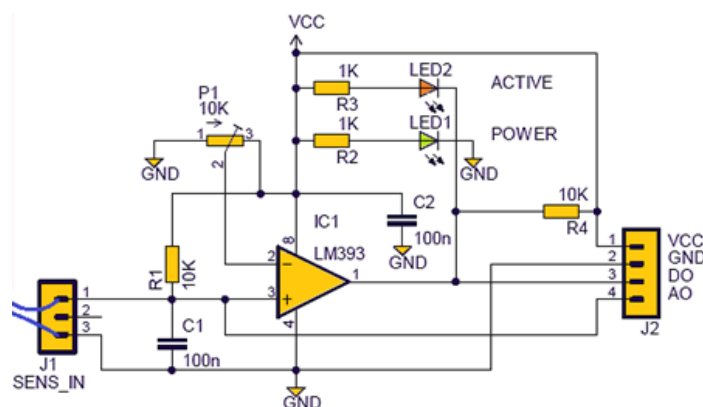 VCC
1K
LED2
ACTIVE
R3
P1
10K
1K
LED1
POWER
1
3
R2
GND
2
GND
10K
R4
C2
IC1
100n
GND
8
LM393
R1
10K
2
1
3
4
1
VCC
2
GND
3
DO
4
AO
J2
1
2
3
C1
100n
J1
SENS_IN
GND